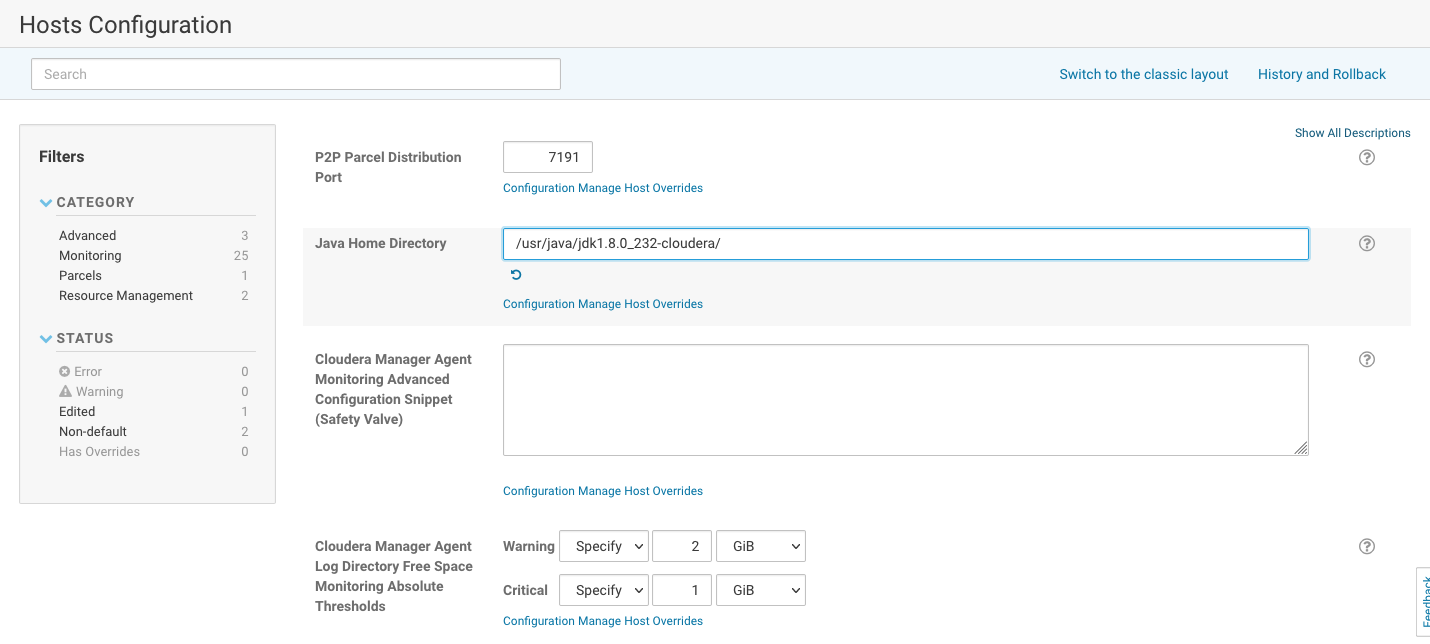 Hosts Configuration
Search
Switch to the classic layout
History and Rollback
Show All Descriptions
Filters
CATEGORY
Advanced 3
Monitoring 25
Parcels 1
Resource Management 2
STATUS
Error 0
Warning 0
Edited 1
Non-default 2
Has Overrides 0
P2P Parcel Distribution
Port
7191
Configuration Manage Host Overrides
Java Home Directory
/usr/java/jdk1.8.0_232-cloudera/
Configuration Manage Host Overrides
Cloudera Manager Agent
Monitoring Advanced
Configuration Snippet
(Safety Valve)
Configuration Manage Host Overrides
Cloudera Manager Agent
Log Directory Free Space
Monitoring Absolute
Thresholds
Warning Specify 2 GiB
Critical Specify 1 GiB
Configuration Manage Host Overrides
Feedback